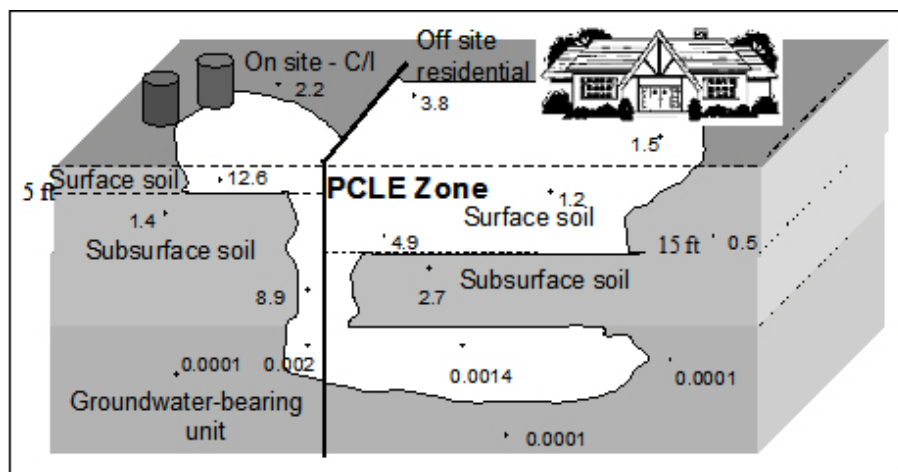 On site - C/I
Off site
residential
2.2
3.8
1.5
Surface soil
5 ft
12.6
PCLE Zone
1.2
Surface soil
1.4
Subsurface soil
4.9
15 ft
0.5
Subsurface soil
8.9
2.7
0.0001
0.002
0.0014
0.0001
Groundwater-bearing
unit
0.0001